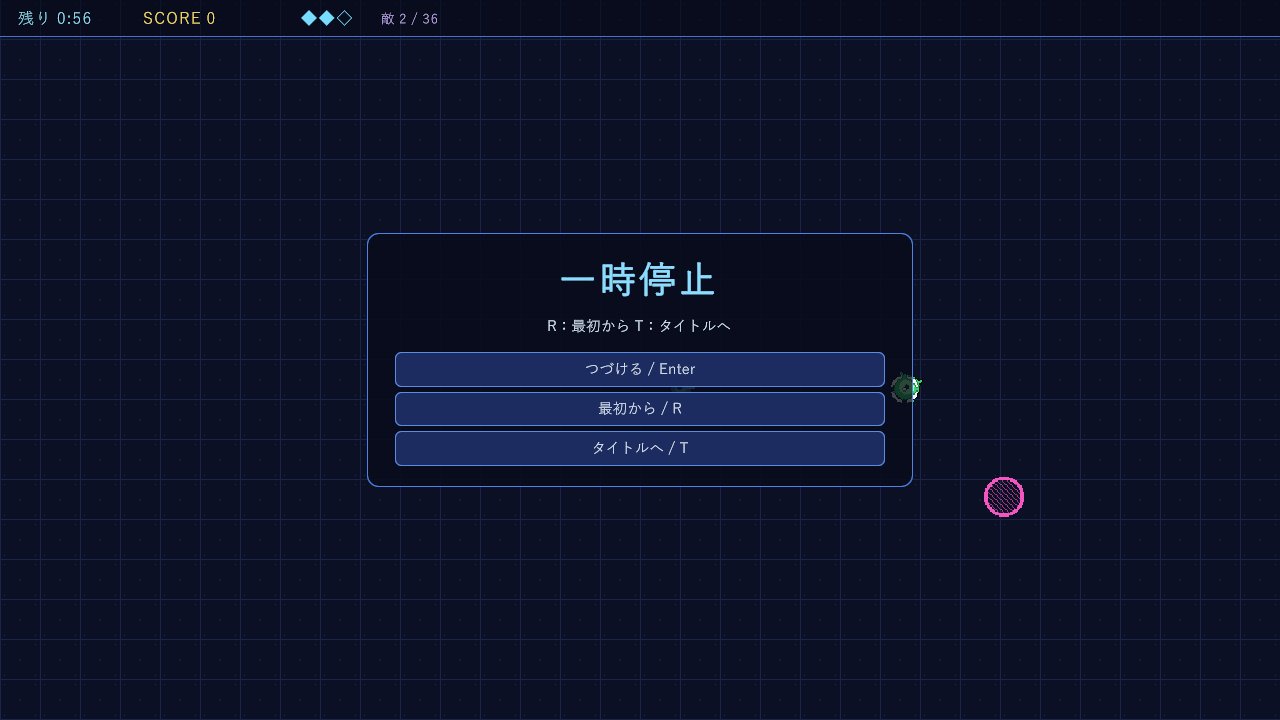 残り 0:56 SCORE 0 ◆◆◇ 敵 2 / 36
一時停止
R：最初から T：タイトルへ
つづける / Enter
最初から / R
タイトルへ / T